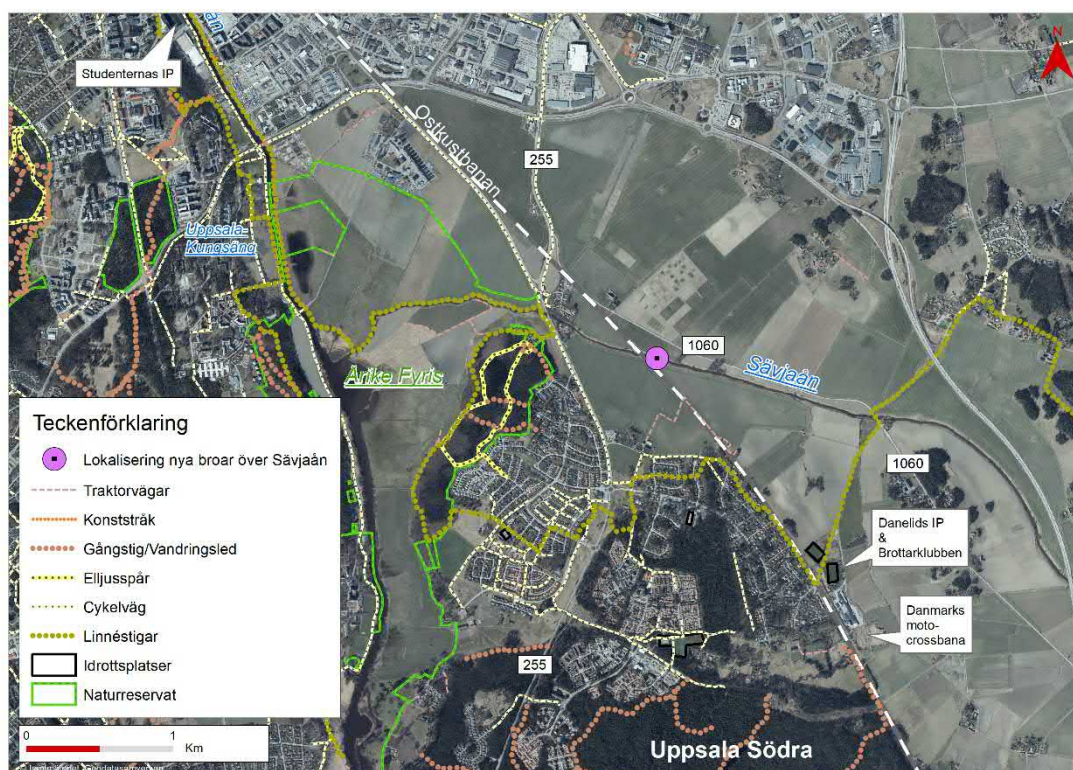 Studenternas IP
N
Ostkustbanan
255
Uppsala-
Kungsäng
1060
Årike Fyris
Sävjaån
1060
Danelids IP
&
Brottarklubben
Danmarks
moto-
crossbana
255
Uppsala Södra
Teckenförklaring
Lokalisering nya broar över Sävjaån
Traktorvägar
Konststråk
Gångstig/Vandringsled
Elljusspår
Cykelväg
Linnéstigar
Idrottsplatser
Naturreservat
0 1
Km